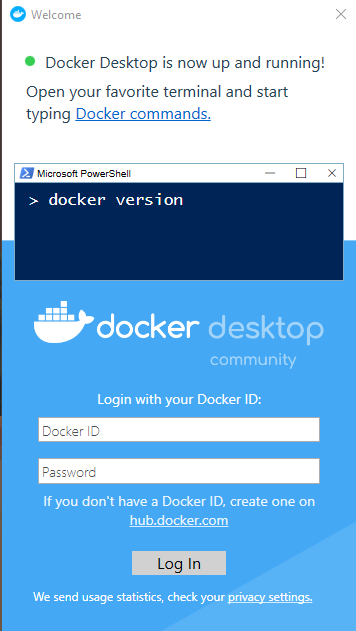 Welcome
Docker Desktop is now up and running!
Open your favorite terminal and start
typing Docker commands.
Microsoft PowerShell
> docker version
docker desktop
community
Login with your Docker ID:
Docker ID
Password
If you don't have a Docker ID, create one on
hub.docker.com
Log In
We send usage statistics, check your privacy settings.